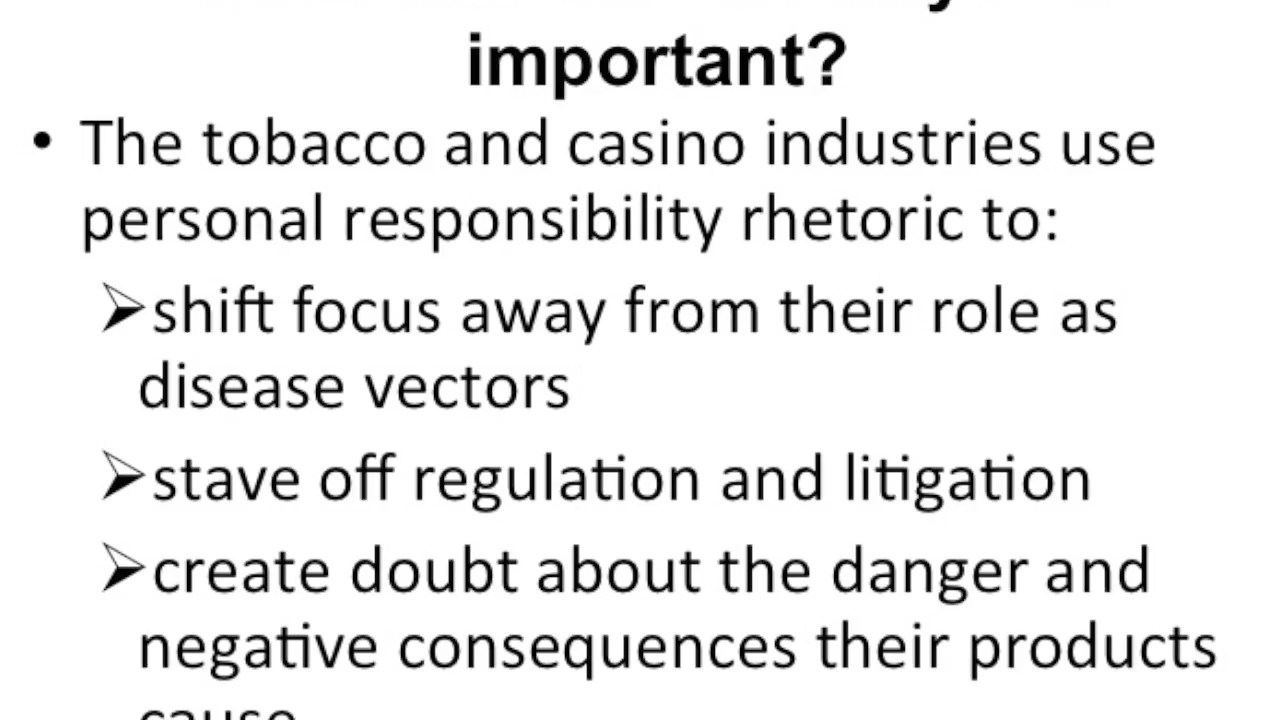 important?
• The tobacco and casino industries use
personal responsibility rhetoric to:
➢shift focus away from their role as
disease vectors
➢stave off regulation and litigation
➢create doubt about the danger and
negative consequences their products
cause